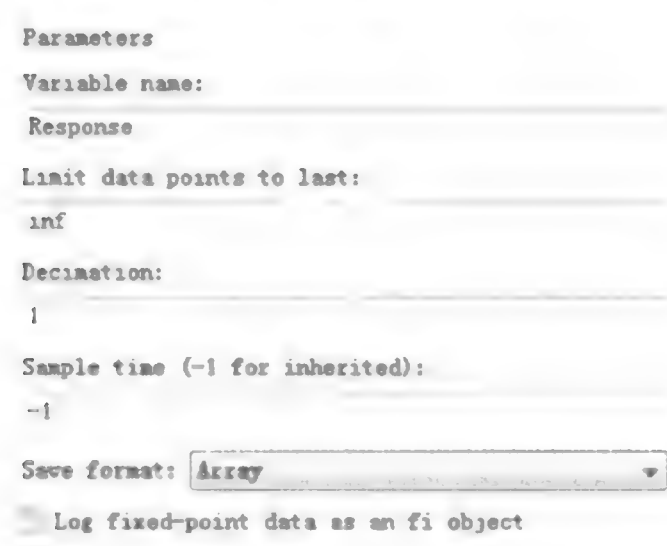 Parameters
Variable name:
Response
Limit data points to last:
inf
Decimation:
1
Sample time (-1 for inherited):
-1
Save format: Array
Log fixed-point data as an fi object